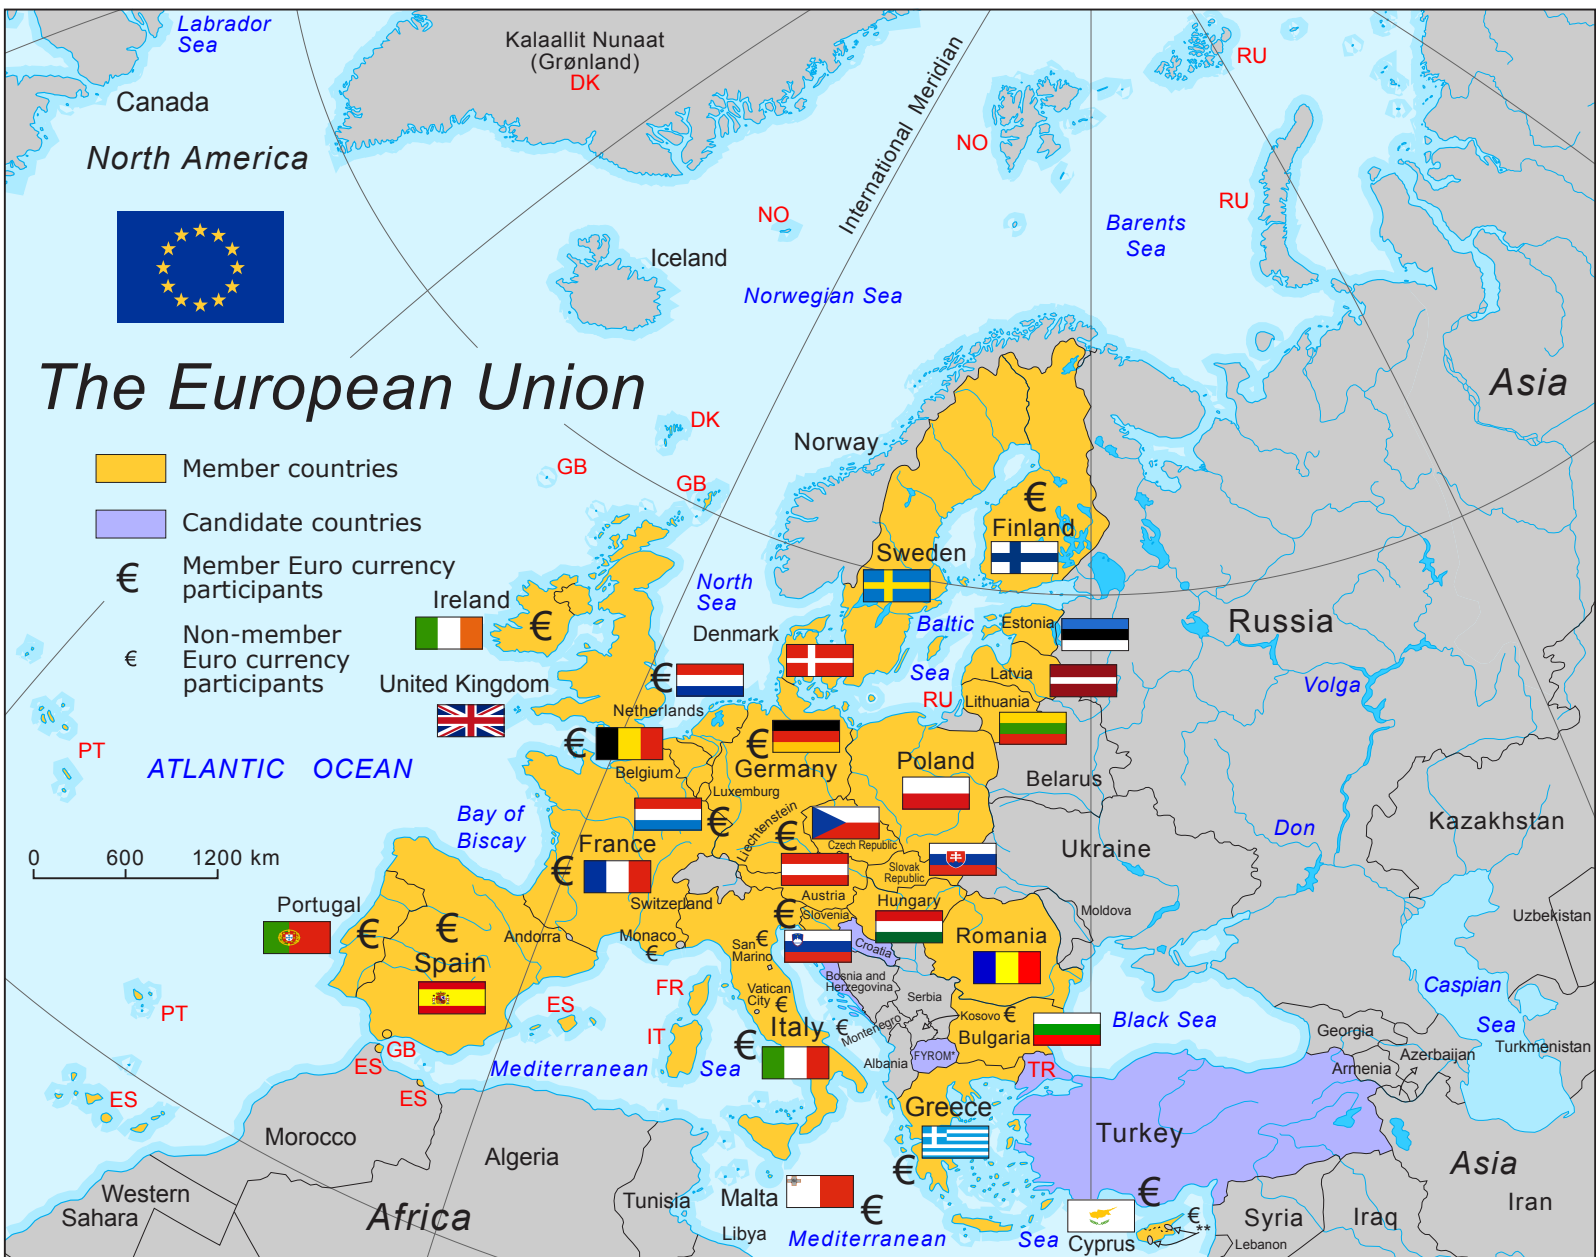 Labrador
Sea
Canada
North America
Kalaallit Nunaat
(Grønland)
DK
International Meridian
RU
NO
RU
NO
Iceland
Norwegian Sea
Barents
Sea
The European Union
Asia
Member countries
Candidate countries
€
Member Euro currency
participants
€
Non-member
Euro currency
participants
DK
GB
GB
Norway
€
Finland
Sweden
North
Sea
Ireland
€
Denmark
Baltic
Sea
Estonia
Russia
Latvia
Lithuania
RU
Volga
United Kingdom
€
Netherlands
PT
ATLANTIC OCEAN
€
Belgium
€
Germany
Poland
Belarus
Luxemburg
€
Liechtenstein
€
Czech Republic
Bay of
Biscay
Don
Kazakhstan
Ukraine
0 600 1200 km
€
France
Slovak
Republic
Austria
Switzerland
Hungary
Portugal
€
€
Spain
Andorra
Monaco
€
San
Marino
€
€
Slovenia
Croatia
Romania
Moldova
Uzbekistan
Bosnia and
Herzegovina
Serbia
Caspian
Sea
FR
IT
ES
PT
Vatican
City
€
€
Italy
€
Montenegro
Kosovo €
Bulgaria
Black Sea
Georgia
Turkmenistan
Azerbaijan
Armenia
Albania
FYROM*
TR
GB
ES
ES
ES
Mediterranean Sea
Greece
€
Turkey
Morocco
Algeria
Asia
Western
Sahara
Africa
Tunisia
Malta
€
Libya
Mediterranean Sea
€
Cyprus
€
**
Syria
Lebanon
Iraq
Iran